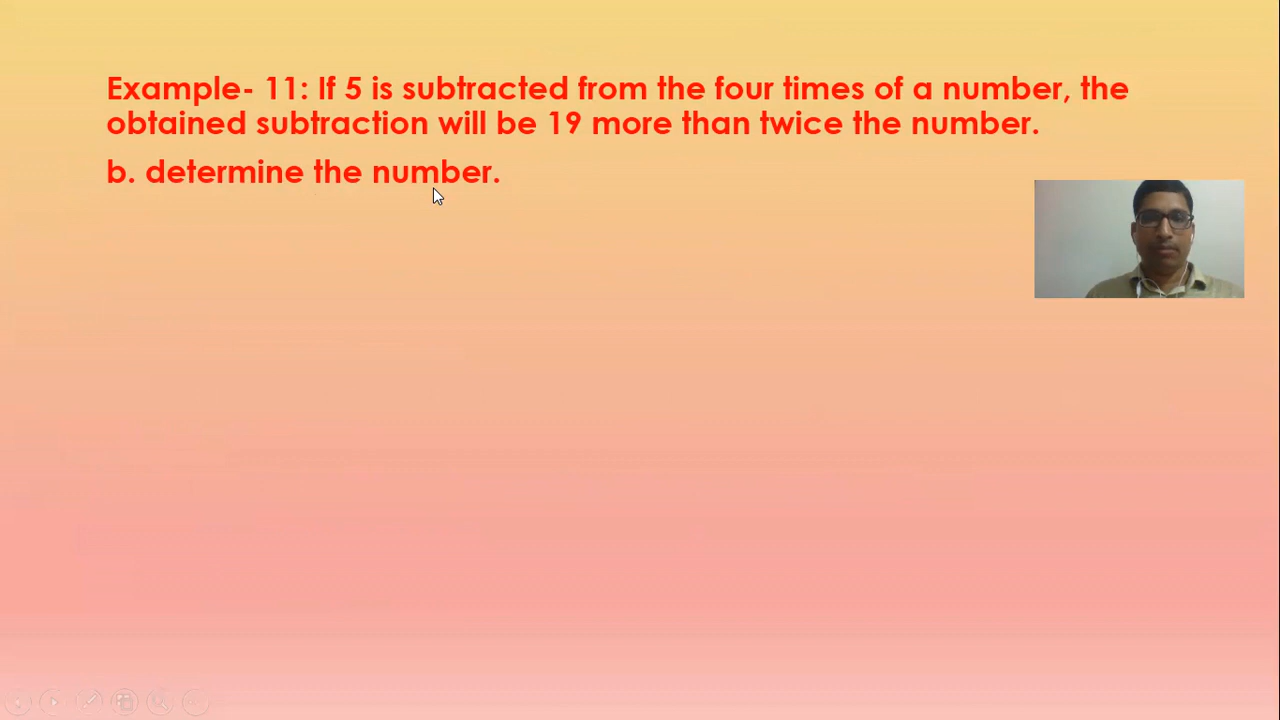 Example- 11: If 5 is subtracted from the four times of a number, the
obtained subtraction will be 19 more than twice the number.
b. determine the number.